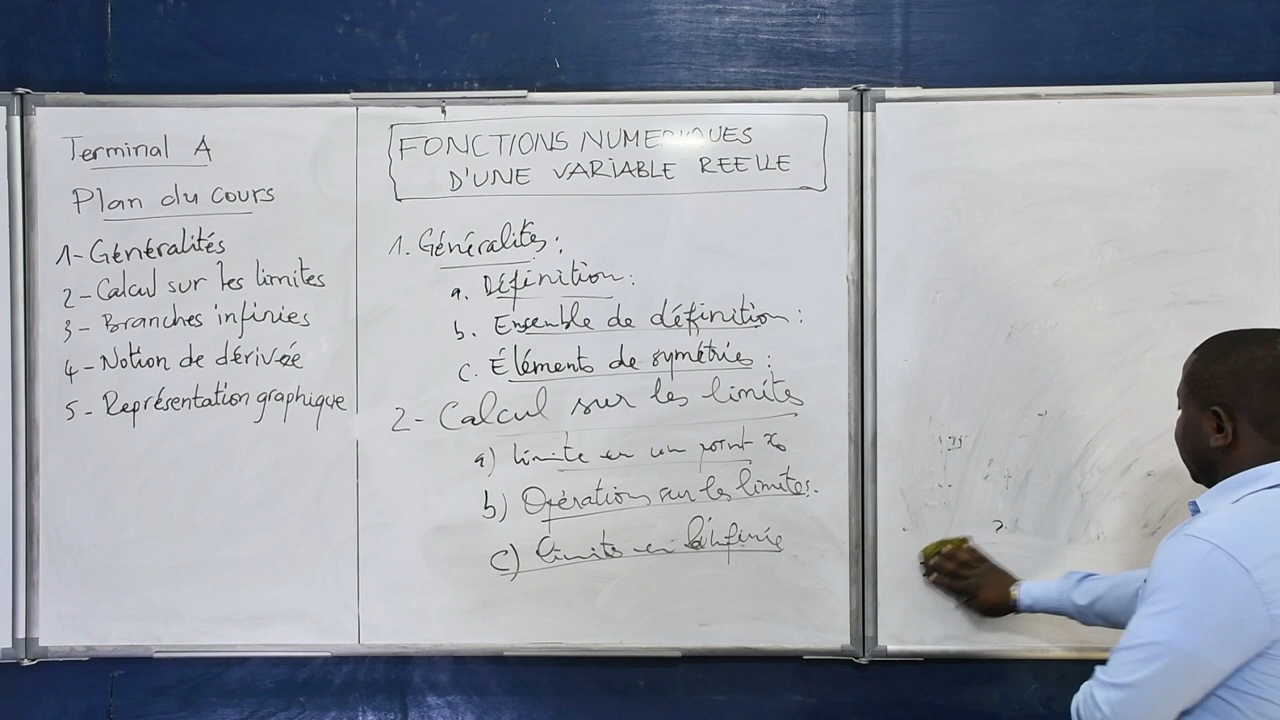 Terminal A
Plan du cours
1- Généralités
2- Calcul sur les limites
3- Branches infinies
4- Notion de dérivée
5- Représentation graphique
FONCTIONS NUMERIQUES
D'UNE VARIABLE REELLE
1. Généralités:
a. Définition:
b. Ensemble de définition:
c. Éléments de symétrie:
2- Calcul sur les limites
a) limite en un point x₀
b) Opérations sur les limites.
c) limite en l'infinie